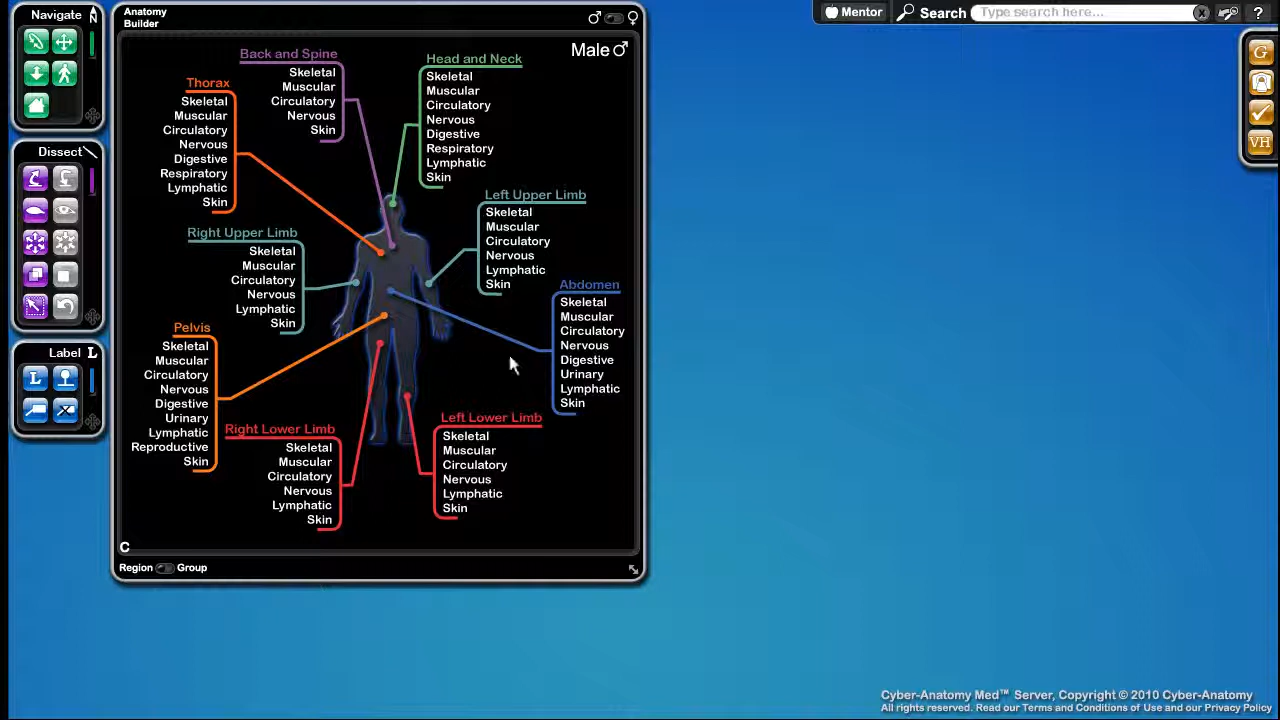 Navigate N
Dissect
Label L
L
Anatomy
Builder
Male
Back and Spine
Skeletal
Muscular
Circulatory
Nervous
Skin
Head and Neck
Skeletal
Muscular
Circulatory
Nervous
Digestive
Respiratory
Lymphatic
Skin
Thorax
Skeletal
Muscular
Circulatory
Nervous
Digestive
Respiratory
Lymphatic
Skin
Left Upper Limb
Skeletal
Muscular
Circulatory
Nervous
Lymphatic
Skin
Right Upper Limb
Skeletal
Muscular
Circulatory
Nervous
Lymphatic
Skin
Abdomen
Skeletal
Muscular
Circulatory
Nervous
Digestive
Urinary
Lymphatic
Skin
Pelvis
Skeletal
Muscular
Circulatory
Nervous
Digestive
Urinary
Lymphatic
Reproductive
Skin
Right Lower Limb
Skeletal
Muscular
Circulatory
Nervous
Lymphatic
Skin
Left Lower Limb
Skeletal
Muscular
Circulatory
Nervous
Lymphatic
Skin
C
Region Group
Mentor Search Type search here... x ?
G
VH
Cyber-Anatomy Med™ Server, Copyright © 2010 Cyber-Anatomy
All rights reserved. Read our Terms and Conditions of Use and our Privacy Policy